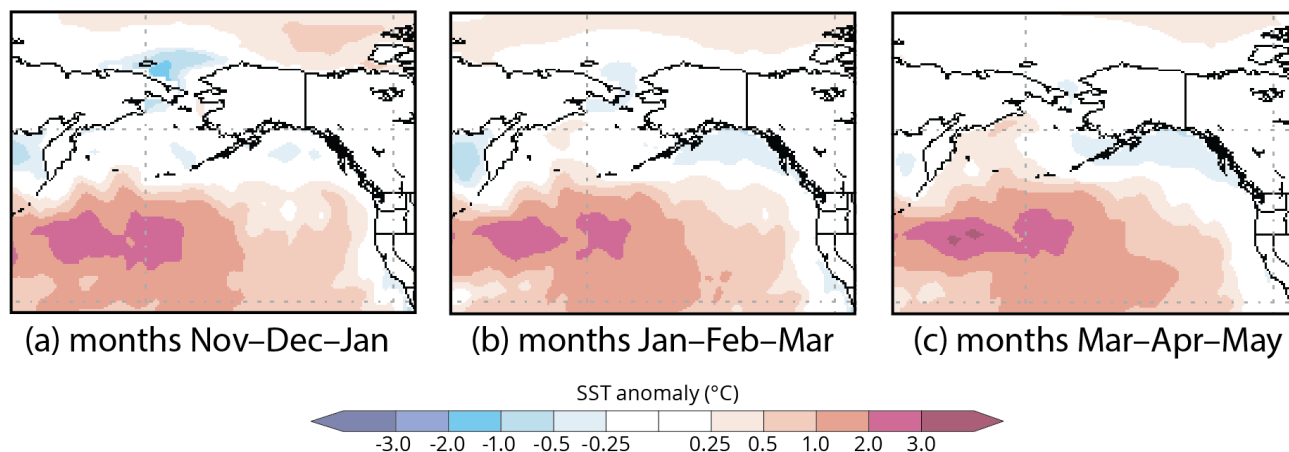 (a) months Nov–Dec–Jan
(b) months Jan–Feb–Mar
(c) months Mar–Apr–May
SST anomaly (°C)
-3.0 -2.0 -1.0 -0.5 -0.25 0.25 0.5 1.0 2.0 3.0